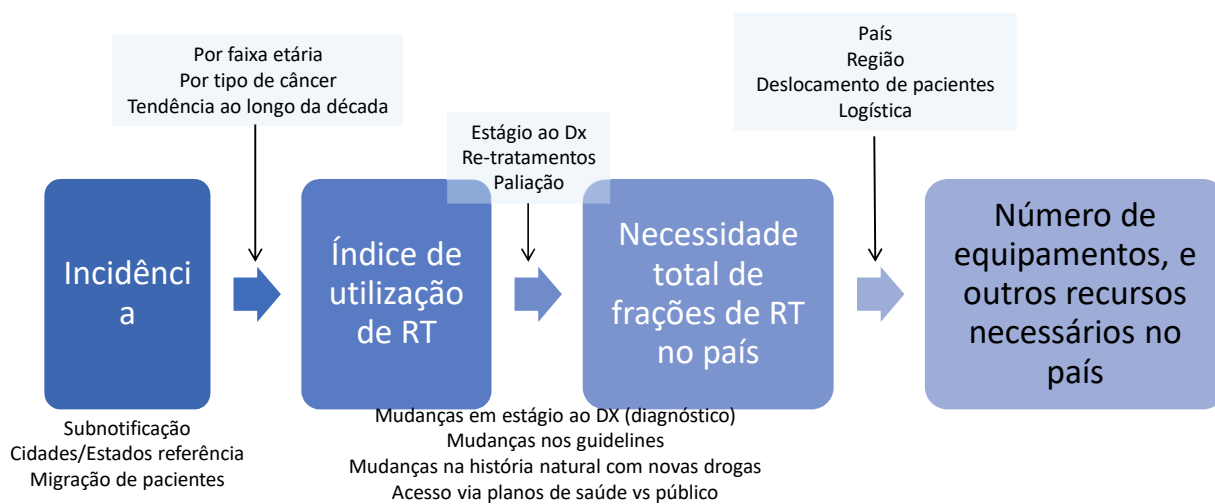 Por faixa etária
Por tipo de câncer
Tendência ao longo da década
Estágio ao Dx
Re-tratamentos
Paliação
País
Região
Deslocamento de pacientes
Logística
Incidênci
a
Índice de
utilização
de RT
Necessidade
total de
frações de RT
no país
Número de
equipamentos, e
outros recursos
necessários no
país
Subnotificação
Cidades/Estados referência
Migração de pacientes
Mudanças em estágio ao DX (diagnóstico)
Mudanças nos guidelines
Mudanças na história natural com novas drogas
Acesso via planos de saúde vs público